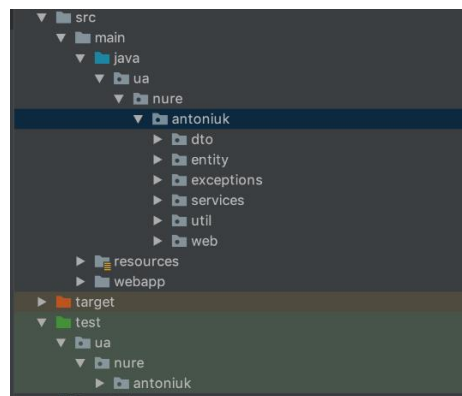 src
main
java
ua
nure
antoniuk
dto
entity
exceptions
services
util
web
resources
webapp
target
test
ua
nure
antoniuk